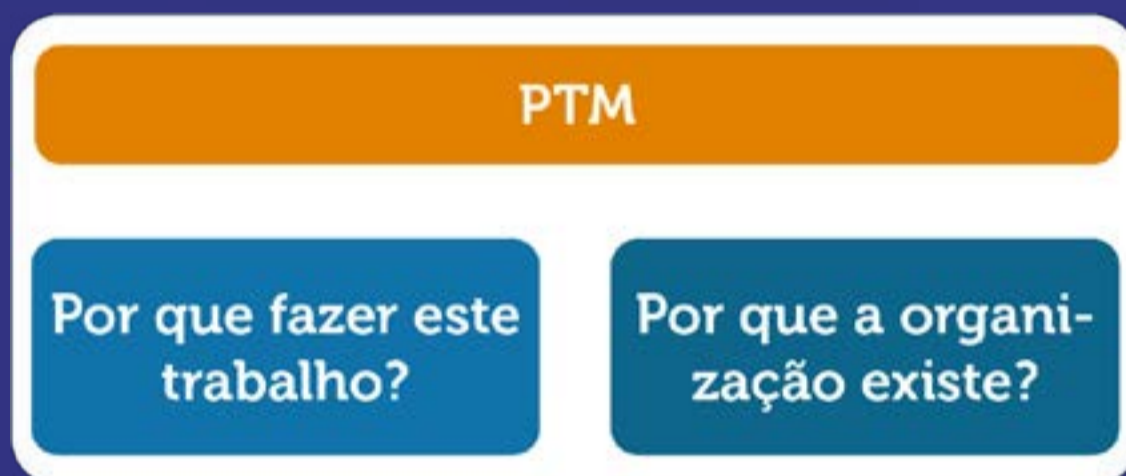 PTM
Por que fazer este
trabalho?
Por que a organi-
zação existe?